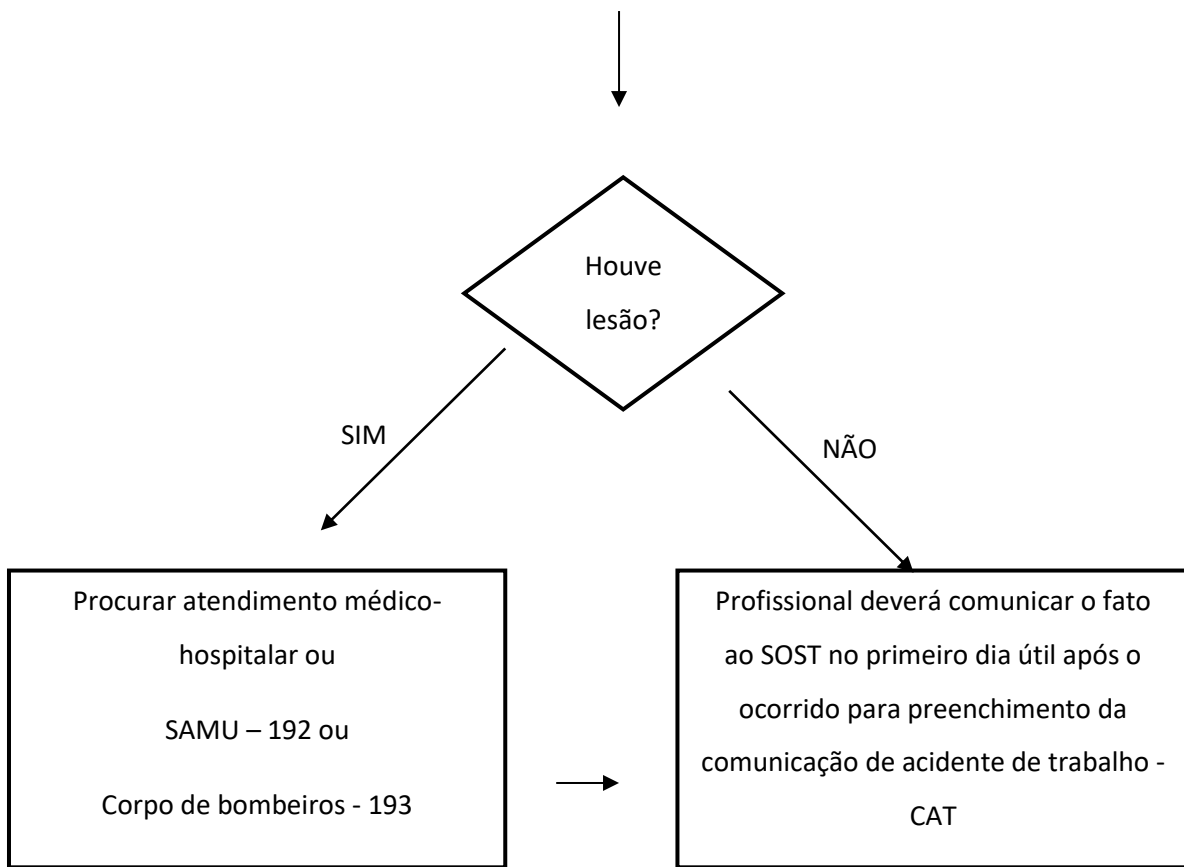 Houve
lesão?
SIM
NÃO
Procurar atendimento médico-
hospitalar ou
SAMU – 192 ou
Corpo de bombeiros - 193
Profissional deverá comunicar o fato
ao SOST no primeiro dia útil após o
ocorrido para preenchimento da
comunicação de acidente de trabalho -
CAT